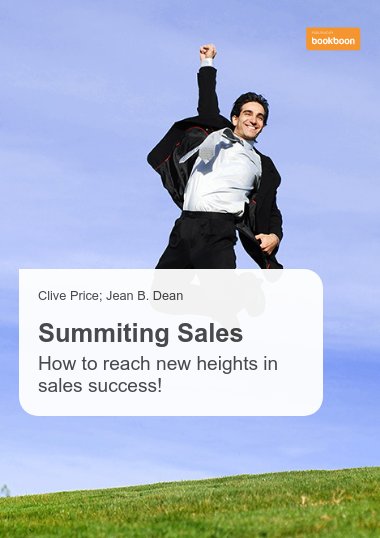 bookboon
Clive Price; Jean B. Dean
Summiting Sales
How to reach new heights in
sales success!